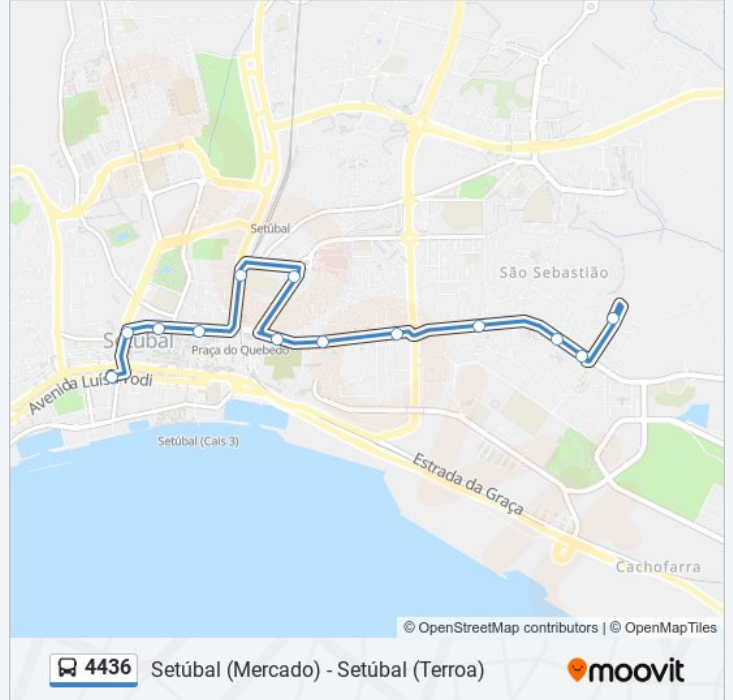 Setúbal
São Sebastião
Setúbal
Praça do Quebedo
Avenida Luísa Todi
Setúbal (Cais 3)
Estrada da Graça
Cachofarra
© OpenStreetMap contributors | © OpenMapTiles
4436 Setúbal (Mercado) - Setúbal (Terroa)
moovit